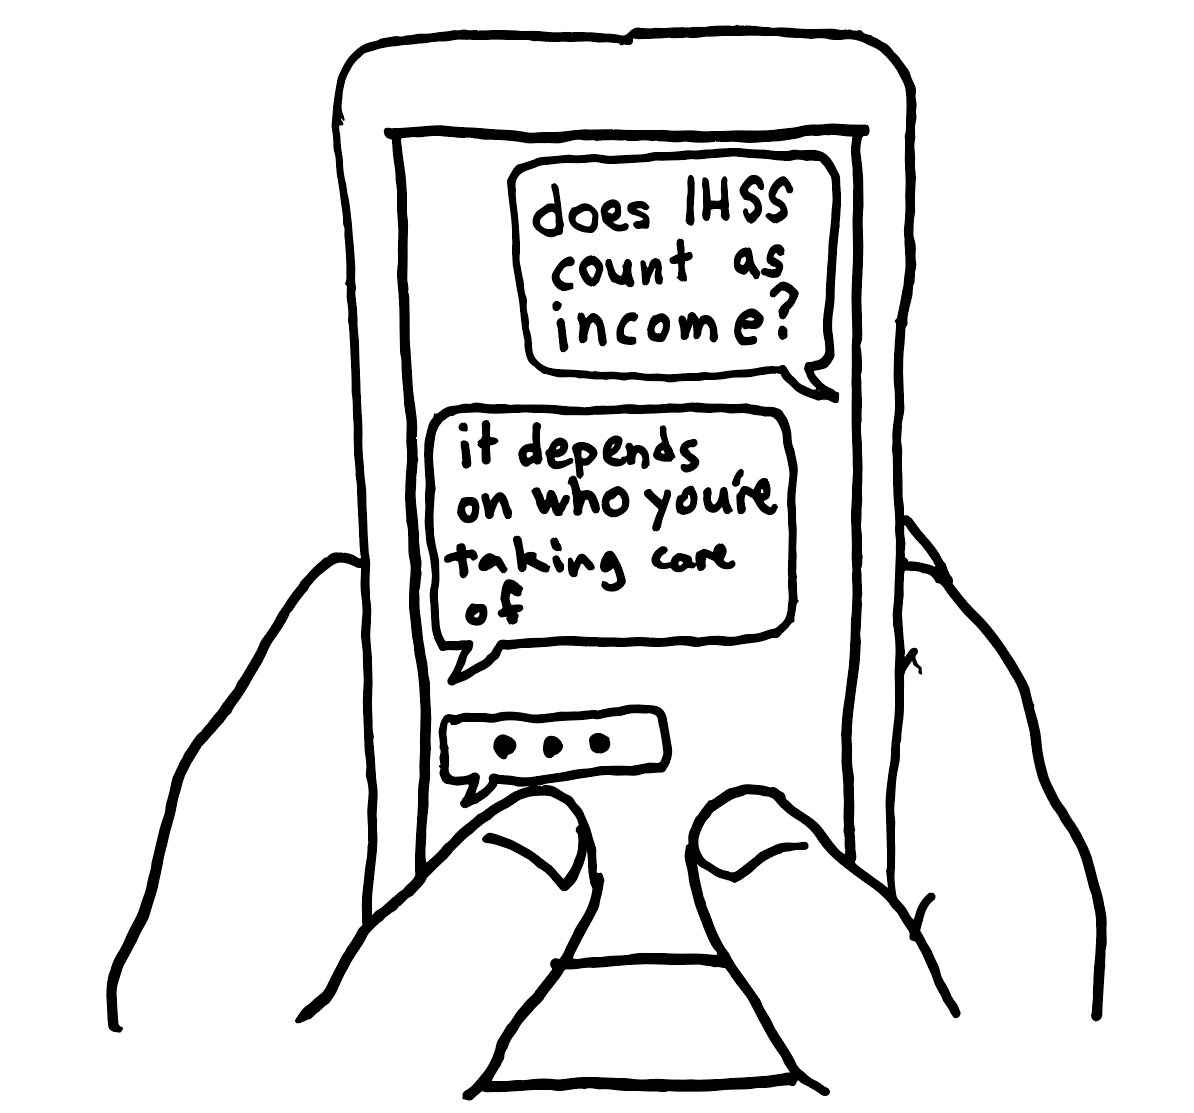 does IHSS
count as
income?
it depends
on who you're
taking care
of